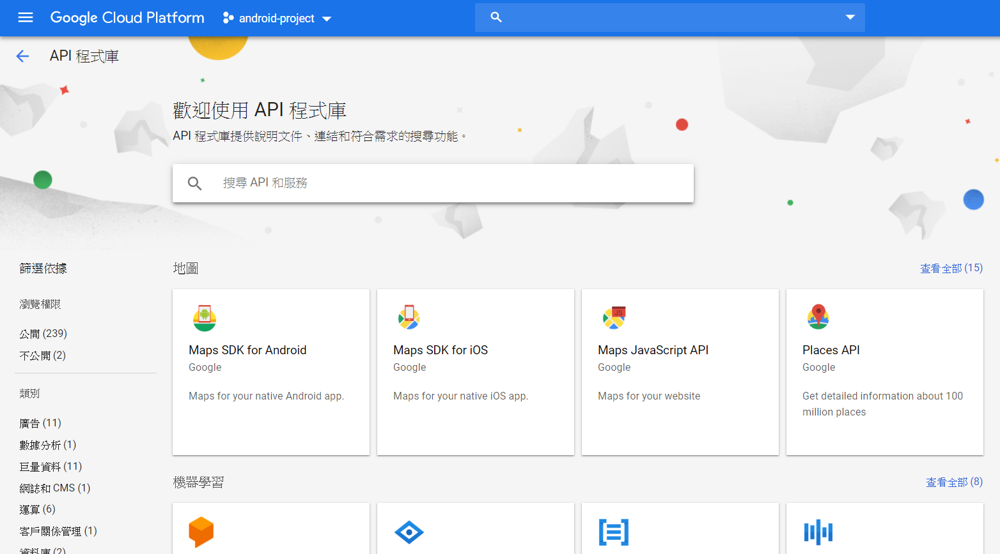 Google Cloud Platform
android-project
API 程式庫
歡迎使用 API 程式庫
API 程式庫提供說明文件、連結和符合需求的搜尋功能。
搜尋 API 和服務
篩選依據
瀏覽權限
公開 (239)
不公開 (2)
類別
廣告 (11)
數據分析 (1)
巨量資料 (11)
網誌和 CMS (1)
運算 (6)
客戶關係管理 (1)
資料庫 (2)
地圖
查看全部 (15)
Maps SDK for Android
Google
Maps for your native Android app.
Maps SDK for iOS
Google
Maps for your native iOS app.
JS
Maps JavaScript API
Google
Maps for your website
Places API
Google
Get detailed information about 100
million places
機器學習
查看全部 (8)